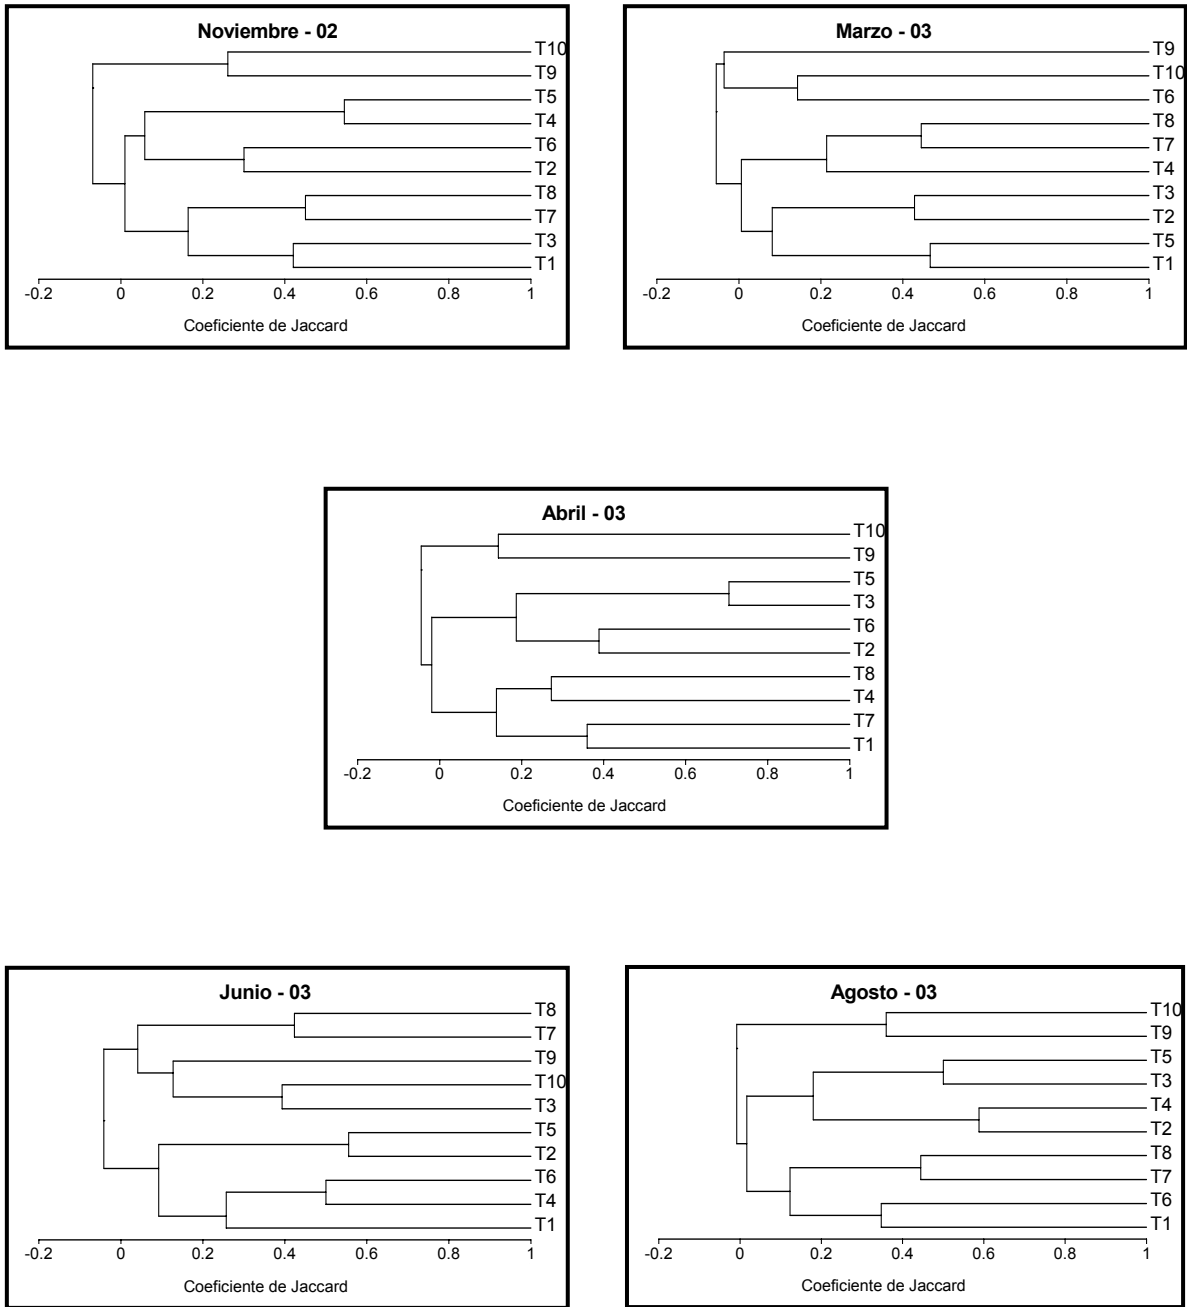 Noviembre - 02
T10
T9
T5
T4
T6
T2
T8
T7
T3
T1
-0.2 0 0.2 0.4 0.6 0.8 1
Coeficiente de Jaccard
Marzo - 03
T9
T10
T6
T8
T7
T4
T3
T2
T5
T1
-0.2 0 0.2 0.4 0.6 0.8 1
Coeficiente de Jaccard
Abril - 03
T10
T9
T5
T3
T6
T2
T8
T4
T7
T1
-0.2 0 0.2 0.4 0.6 0.8 1
Coeficiente de Jaccard
Junio - 03
T8
T7
T9
T10
T3
T5
T2
T6
T4
T1
-0.2 0 0.2 0.4 0.6 0.8 1
Coeficiente de Jaccard
Agosto - 03
T10
T9
T5
T3
T4
T2
T8
T7
T6
T1
-0.2 0 0.2 0.4 0.6 0.8 1
Coeficiente de Jaccard